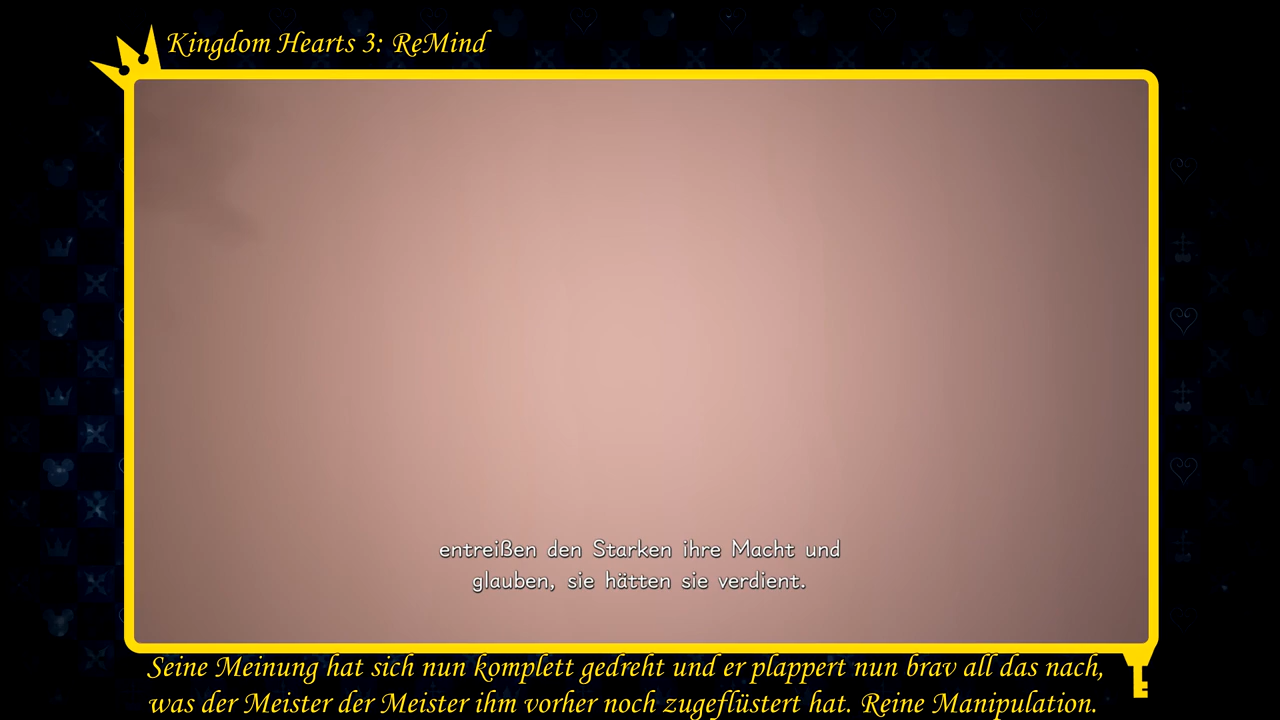 Kingdom Hearts 3: ReMind
entreißen den Starken ihre Macht und
glauben, sie hätten sie verdient.
Seine Meinung hat sich nun komplett gedreht und er plappert nun brav all das nach,
was der Meister der Meister ihm vorher noch zugeflüstert hat. Reine Manipulation.